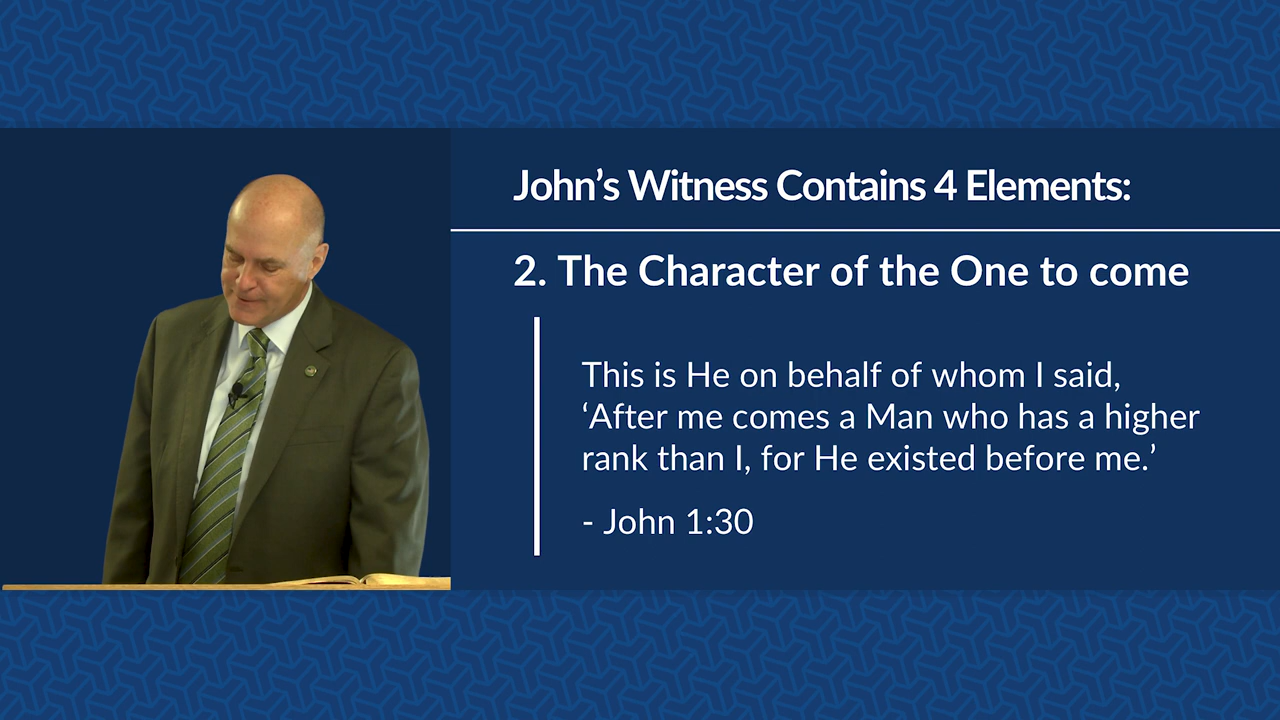 John’s Witness Contains 4 Elements:
2. The Character of the One to come
This is He on behalf of whom I said,
‘After me comes a Man who has a higher
rank than I, for He existed before me.’
- John 1:30